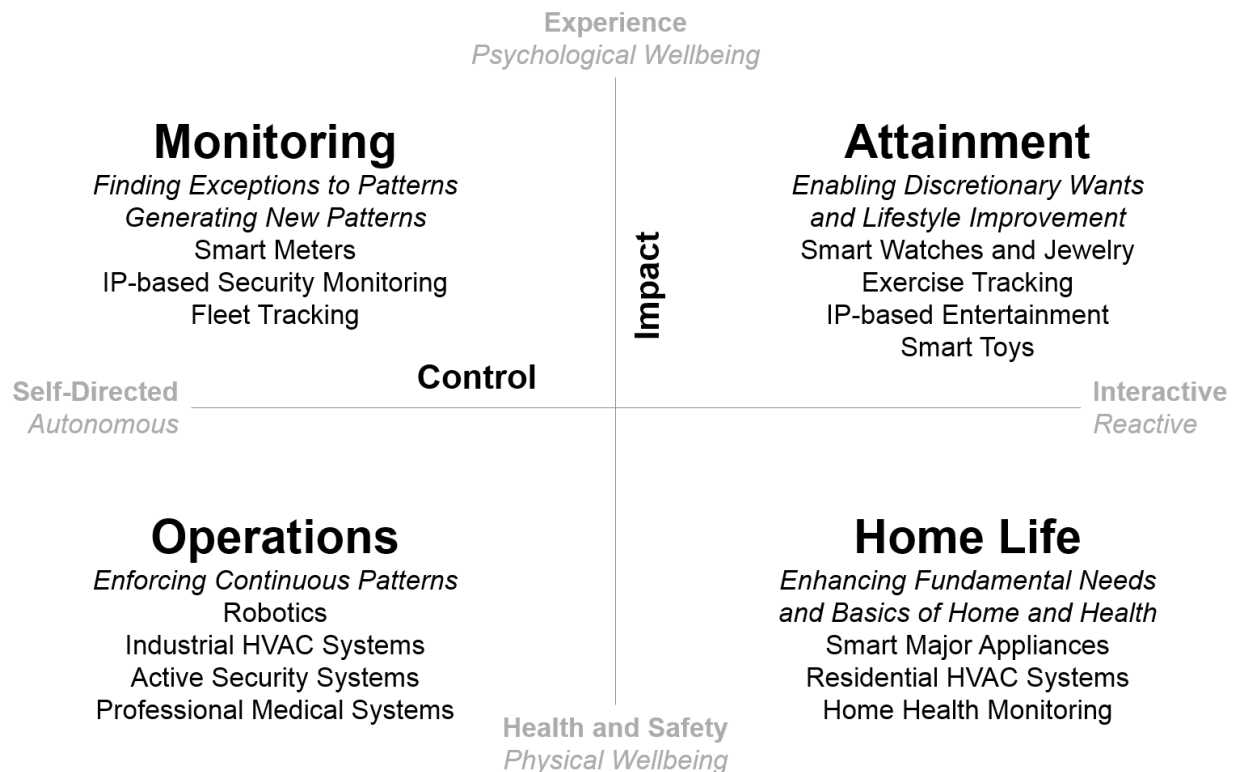 Experience
Psychological Wellbeing
Monitoring
Finding Exceptions to Patterns
Generating New Patterns
Smart Meters
IP-based Security Monitoring
Fleet Tracking
Attainment
Enabling Discretionary Wants
and Lifestyle Improvement
Smart Watches and Jewelry
Exercise Tracking
IP-based Entertainment
Smart Toys
Impact
Control
Self-Directed
Autonomous
Interactive
Reactive
Operations
Enforcing Continuous Patterns
Robotics
Industrial HVAC Systems
Active Security Systems
Professional Medical Systems
Home Life
Enhancing Fundamental Needs
and Basics of Home and Health
Smart Major Appliances
Residential HVAC Systems
Home Health Monitoring
Health and Safety
Physical Wellbeing